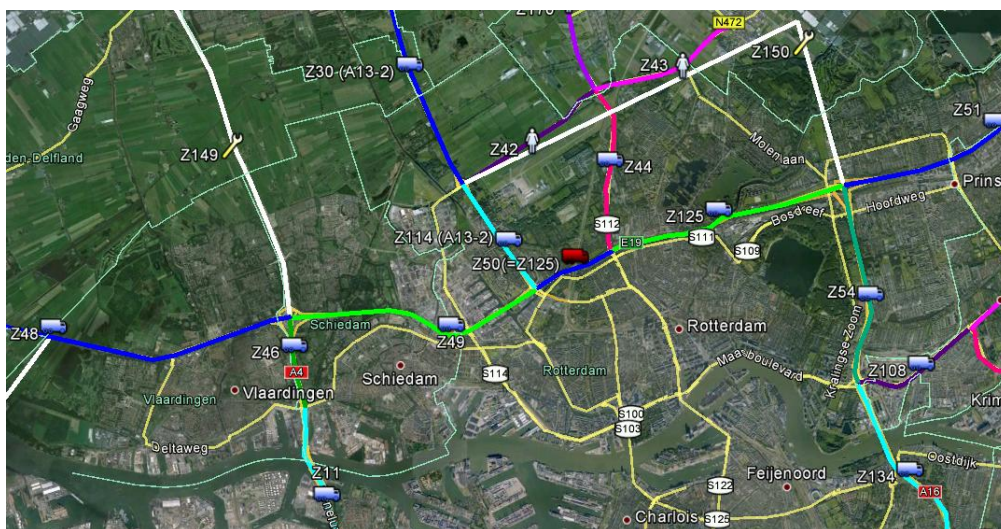 N472
Z43
Z150
Z30 (A13-2)
Gaagweg
Z51
Z42
Molenlaan
Z149
den-Delfland
Z44
Prins
Z125
Hoofdweg
Bosdreef
S112
Z114 (A13-2)
E19
S111
S109
Z50(=Z125)
Z54
Z48
Schiedam
Z49
Rotterdam
Z46
Kralingse Zoom
Maasboulevard
Z108
A4
Schiedam
S114
Rotterdam
Vlaardingen
Vlaardingen
Krim
S100
S103
Deltaweg
Oostdijk
Z11
Feijenoord
Z134
S122
A16
Charlois
S125